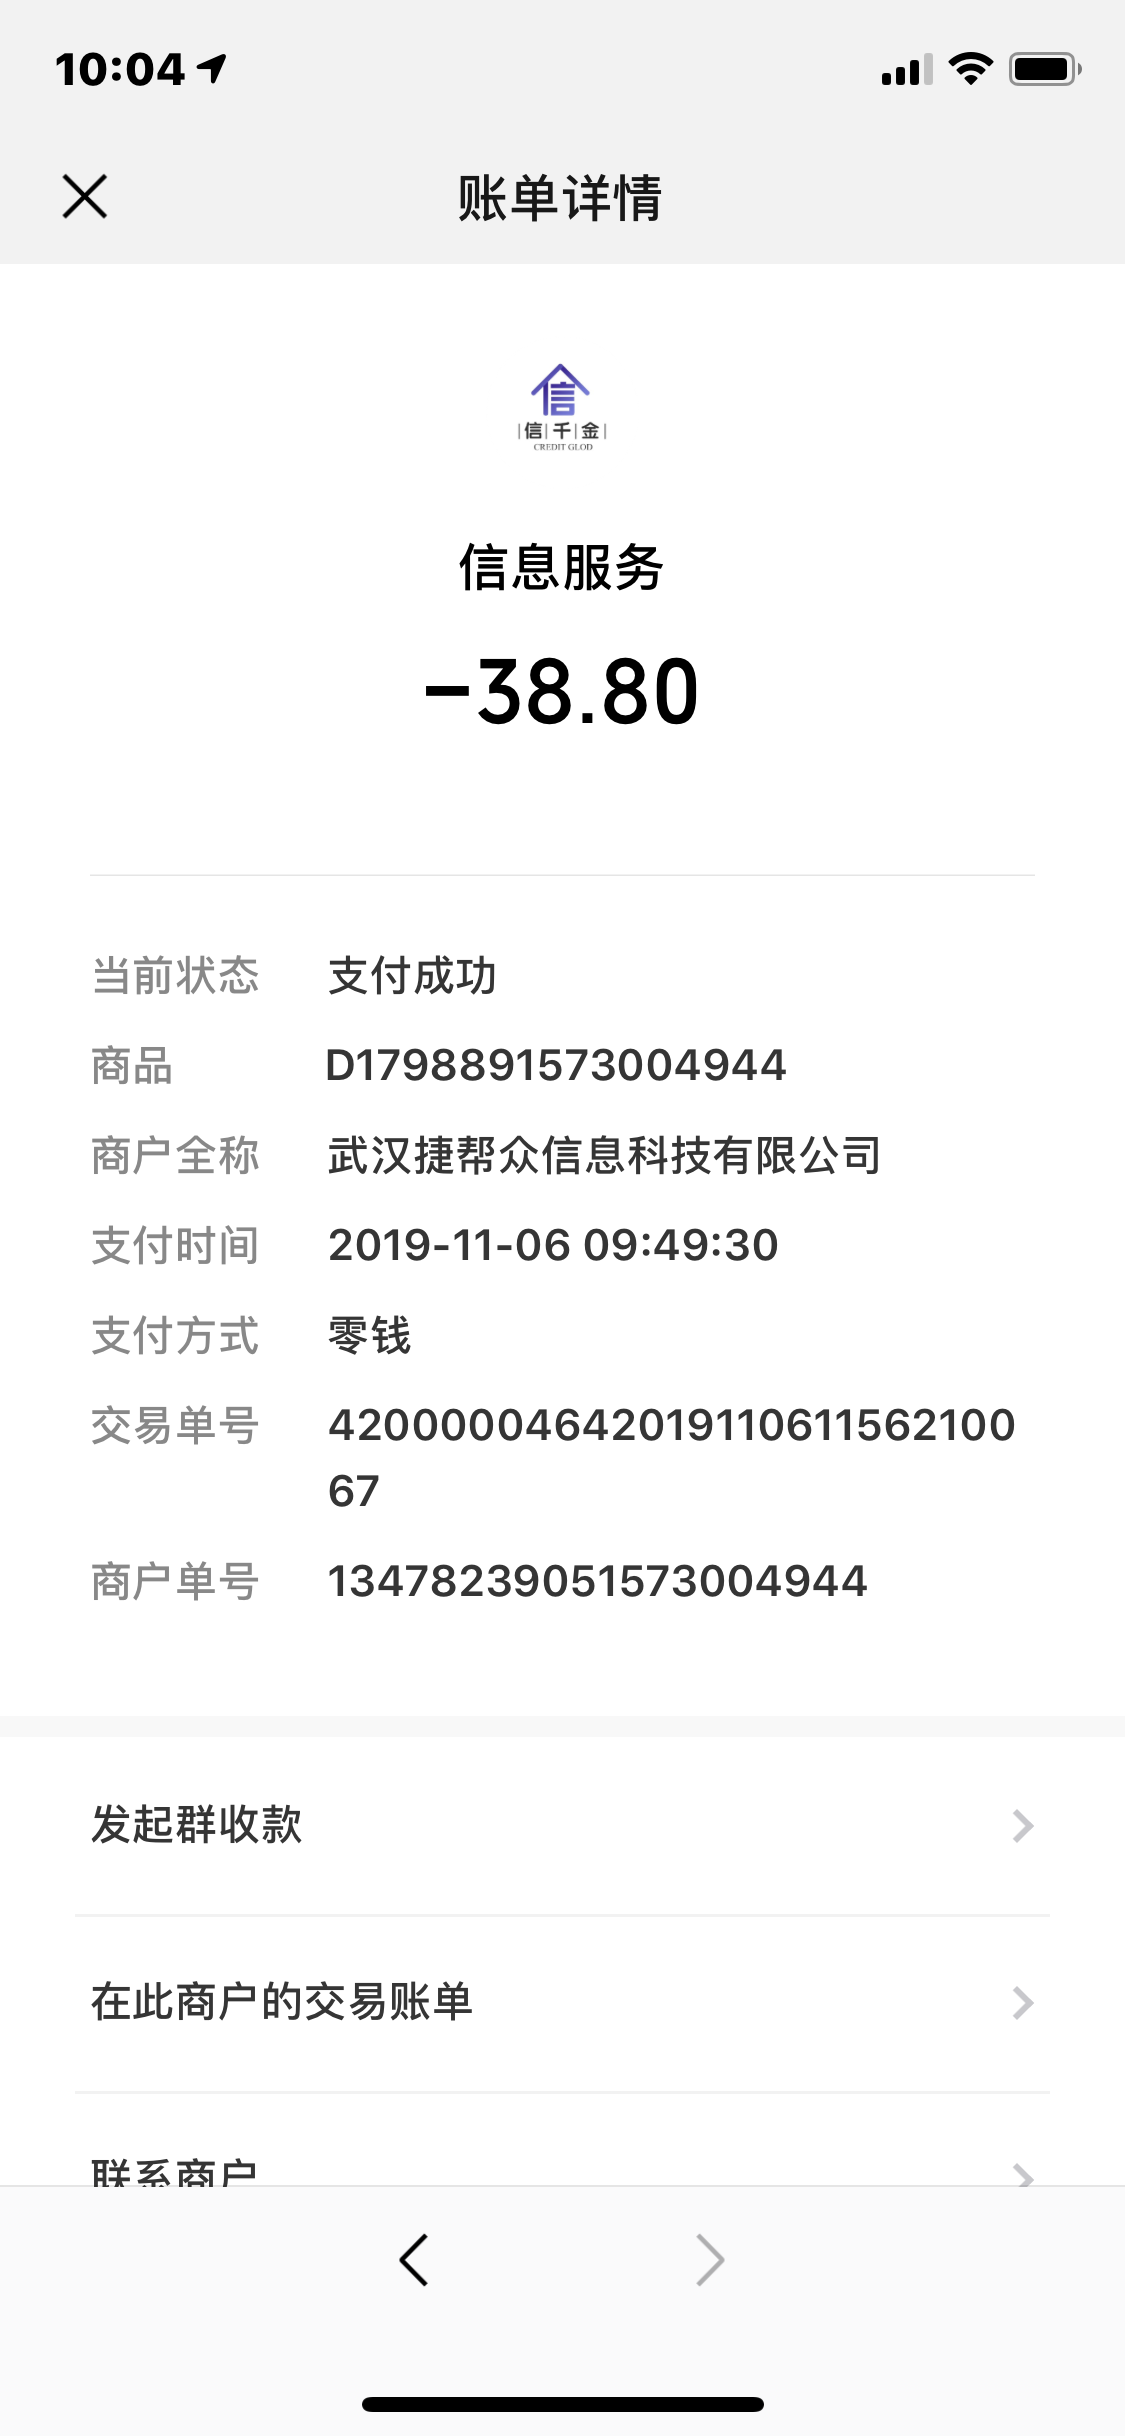 10:04
账单详情
信
信千金
CREDIT GLOD
信息服务
-38.80
当前状态 支付成功
商品 D1798891573004944
商户全称 武汉捷帮众信息科技有限公司
支付时间 2019-11-06 09:49:30
支付方式 零钱
交易单号 42000004642019110611562100
67
商户单号 13478239051573004944
发起群收款
在此商户的交易账单
联系商户